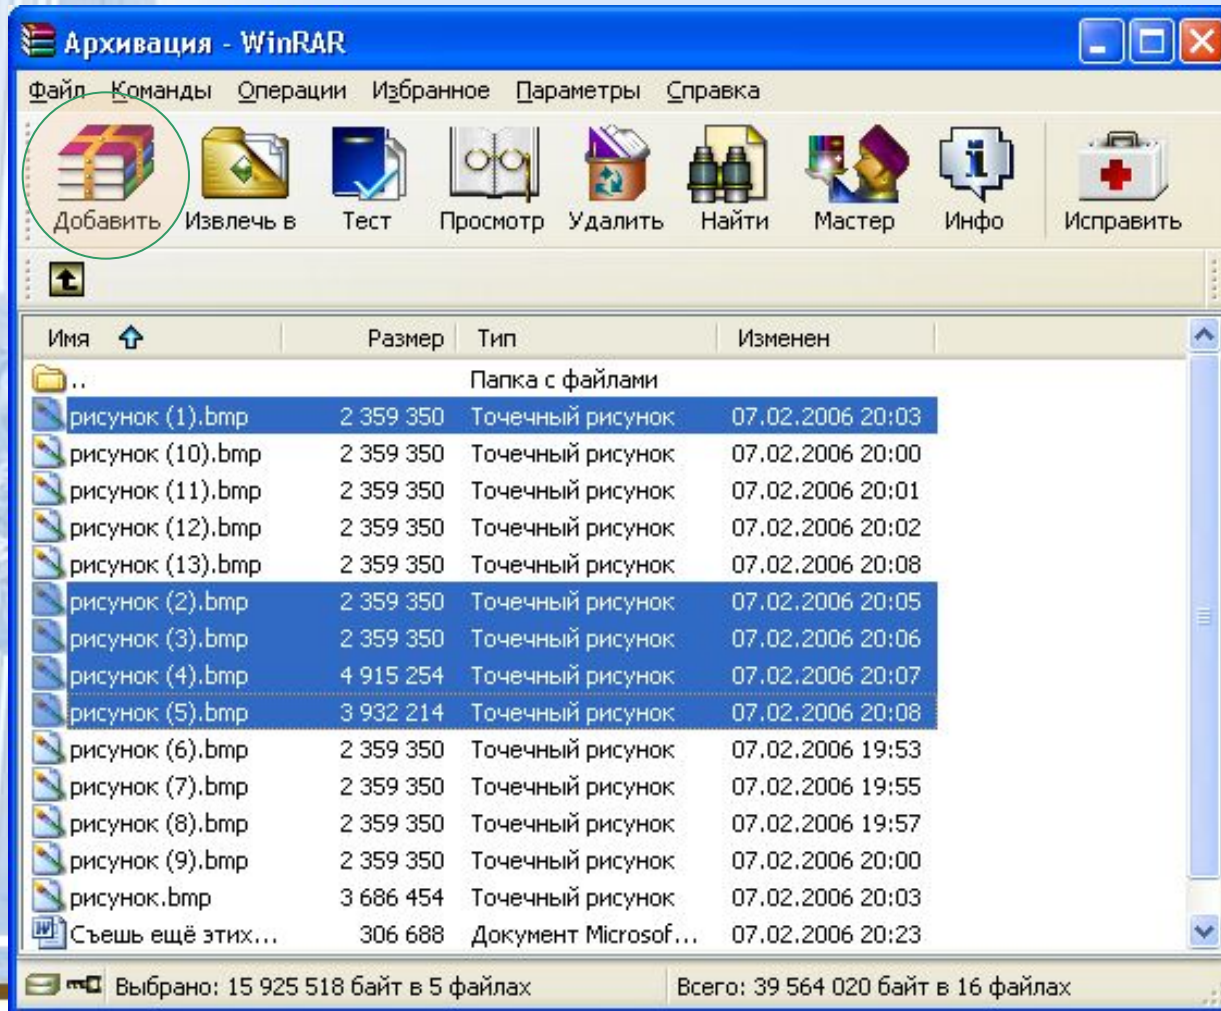 Архивация - WinRAR
Файл Команды Операции Избранное Параметры Справка
Добавить Извлечь в Тест Просмотр Удалить Найти Мастер Инфо Исправить
Имя Размер Тип Изменен
.. Папка с файлами
рисунок (1).bmp 2 359 350 Точечный рисунок 07.02.2006 20:03
рисунок (10).bmp 2 359 350 Точечный рисунок 07.02.2006 20:00
рисунок (11).bmp 2 359 350 Точечный рисунок 07.02.2006 20:01
рисунок (12).bmp 2 359 350 Точечный рисунок 07.02.2006 20:02
рисунок (13).bmp 2 359 350 Точечный рисунок 07.02.2006 20:08
рисунок (2).bmp 2 359 350 Точечный рисунок 07.02.2006 20:05
рисунок (3).bmp 2 359 350 Точечный рисунок 07.02.2006 20:06
рисунок (4).bmp 4 915 254 Точечный рисунок 07.02.2006 20:07
рисунок (5).bmp 3 932 214 Точечный рисунок 07.02.2006 20:08
рисунок (6).bmp 2 359 350 Точечный рисунок 07.02.2006 19:53
рисунок (7).bmp 2 359 350 Точечный рисунок 07.02.2006 19:55
рисунок (8).bmp 2 359 350 Точечный рисунок 07.02.2006 19:57
рисунок (9).bmp 2 359 350 Точечный рисунок 07.02.2006 20:00
рисунок.bmp 3 686 454 Точечный рисунок 07.02.2006 20:03
Съешь ещё этих... 306 688 Документ Microsof... 07.02.2006 20:23
Выбрано: 15 925 518 байт в 5 файлах Всего: 39 564 020 байт в 16 файлах